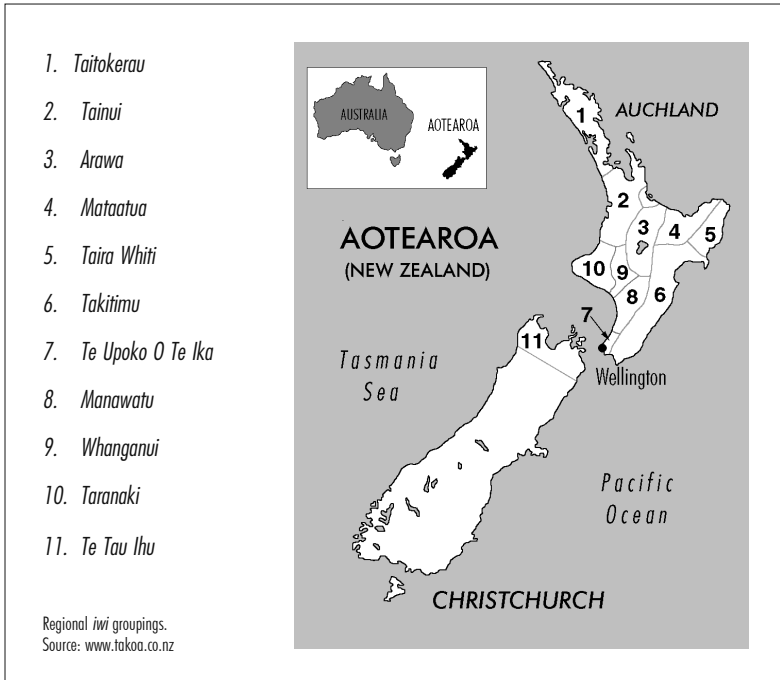 1. Taitokerau
2. Tainui
3. Arawa
4. Mataatua
5. Taira Whiti
6. Takitimu
7. Te Upoko O Te Ika
8. Manawatu
9. Whanganui
10. Taranaki
11. Te Tau Ihu
Regional iwi groupings.
Source: www.takoa.co.nz
AUSTRALIA
AOTEAROA
AUCHLAND
AOTEAROA
(NEW ZEALAND)
1
2
3
4
5
10
9
8
6
7
11
Wellington
Tasmania
Sea
Pacific
Ocean
CHRISTCHURCH